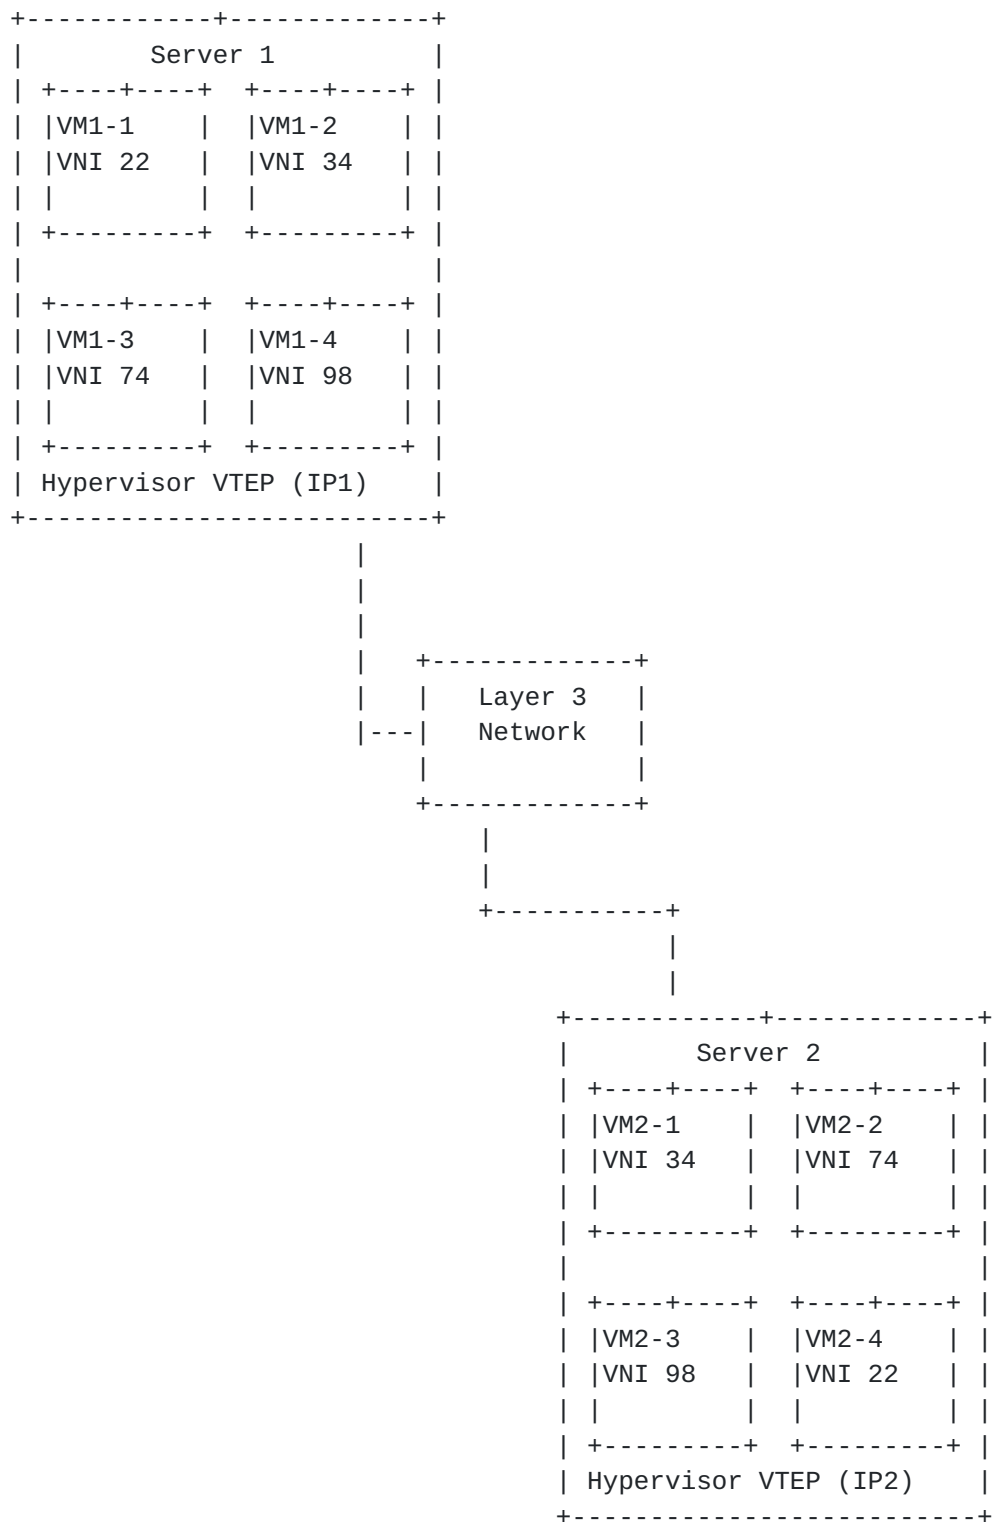 +------------+-------------+
|        Server 1          |
| +----+----+  +----+----+ |
| |VM1-1    |  |VM1-2    | |
| |VNI 22   |  |VNI 34   | |
| |         |  |         | |
| +---------+  +---------+ |
|                          |
| +----+----+  +----+----+ |
| |VM1-3    |  |VM1-4    | |
| |VNI 74   |  |VNI 98   | |
| |         |  |         | |
| +---------+  +---------+ |
| Hypervisor VTEP (IP1)    |
+--------------------------+
                      |
                      |
                      |
                      |   +-------------+
                      |   |   Layer 3   |
                      |---|   Network   |
                          |             |
                          +-------------+
                              |
                              |
                              +-----------+
                                          |
                                          |
                                   +------------+-------------+
                                   |        Server 2          |
                                   | +----+----+  +----+----+ |
                                   | |VM2-1    |  |VM2-2    | |
                                   | |VNI 34   |  |VNI 74   | |
                                   | |         |  |         | |
                                   | +---------+  +---------+ |
                                   |                          |
                                   | +----+----+  +----+----+ |
                                   | |VM2-3    |  |VM2-4    | |
                                   | |VNI 98   |  |VNI 22   | |
                                   | |         |  |         | |
                                   | +---------+  +---------+ |
                                   | Hypervisor VTEP (IP2)    |
                                   +--------------------------+